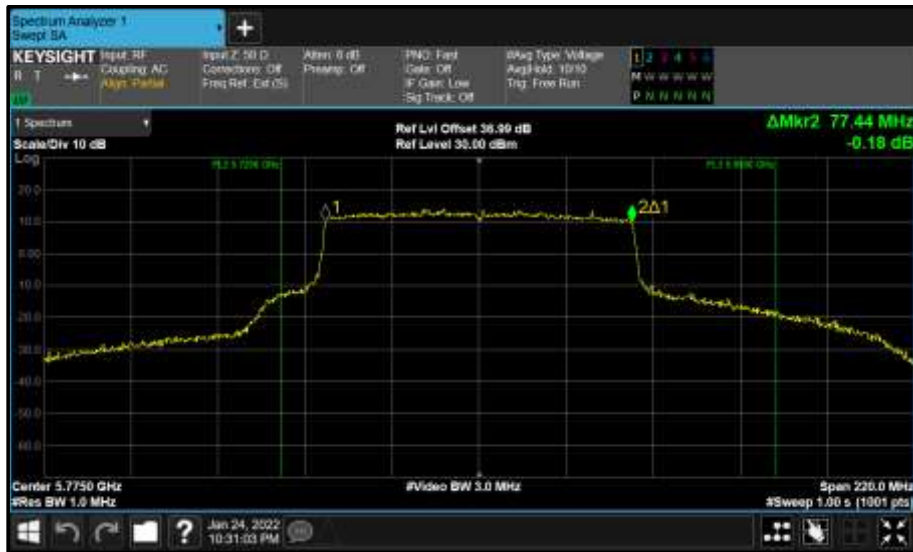 Spectrum Analyzer 1
Swept SA
+
KEYSIGHT
R T
Input: RF
Coupling: AC
Align: Partial
Input Z: 50 Ω
Corrections: Off
Freq Ref: Ext (S)
Atten: 6 dB
Preamp: Off
PNO: Fast
Gate: Off
IF Gain: Low
Sig Track: Off
#Avg Type: Voltage
Avg|Hold: 10/10
Trig: Free Run
1 2 3 4 5 6
M W W W W W
P N N N N N
1 Spectrum
Scale/Div 10 dB
Ref Lvl Offset 36.99 dB
Ref Level 30.00 dBm
ΔMkr2 77.44 MHz
-0.18 dB
Log
20.0
10.0
0.00
-10.0
-20.0
-30.0
-40.0
-50.0
-60.0
1
2Δ1
Center 5.7750 GHz
#Res BW 1.0 MHz
#Video BW 3.0 MHz
Span 220.0 MHz
#Sweep 1.00 s (1001 pts)
?
Jan 24, 2022
10:31:03 PM